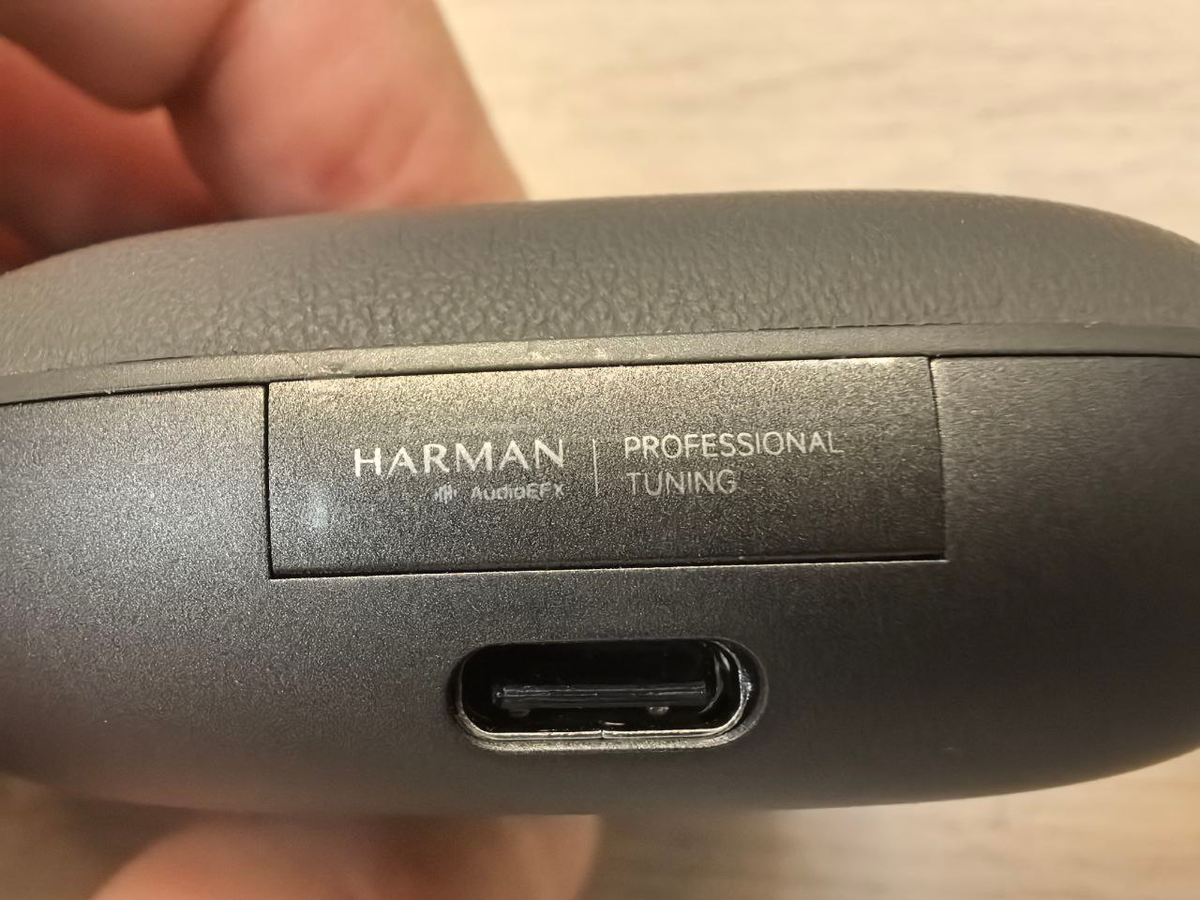 HARMAN
AudioEFX
PROFESSIONAL
TUNING